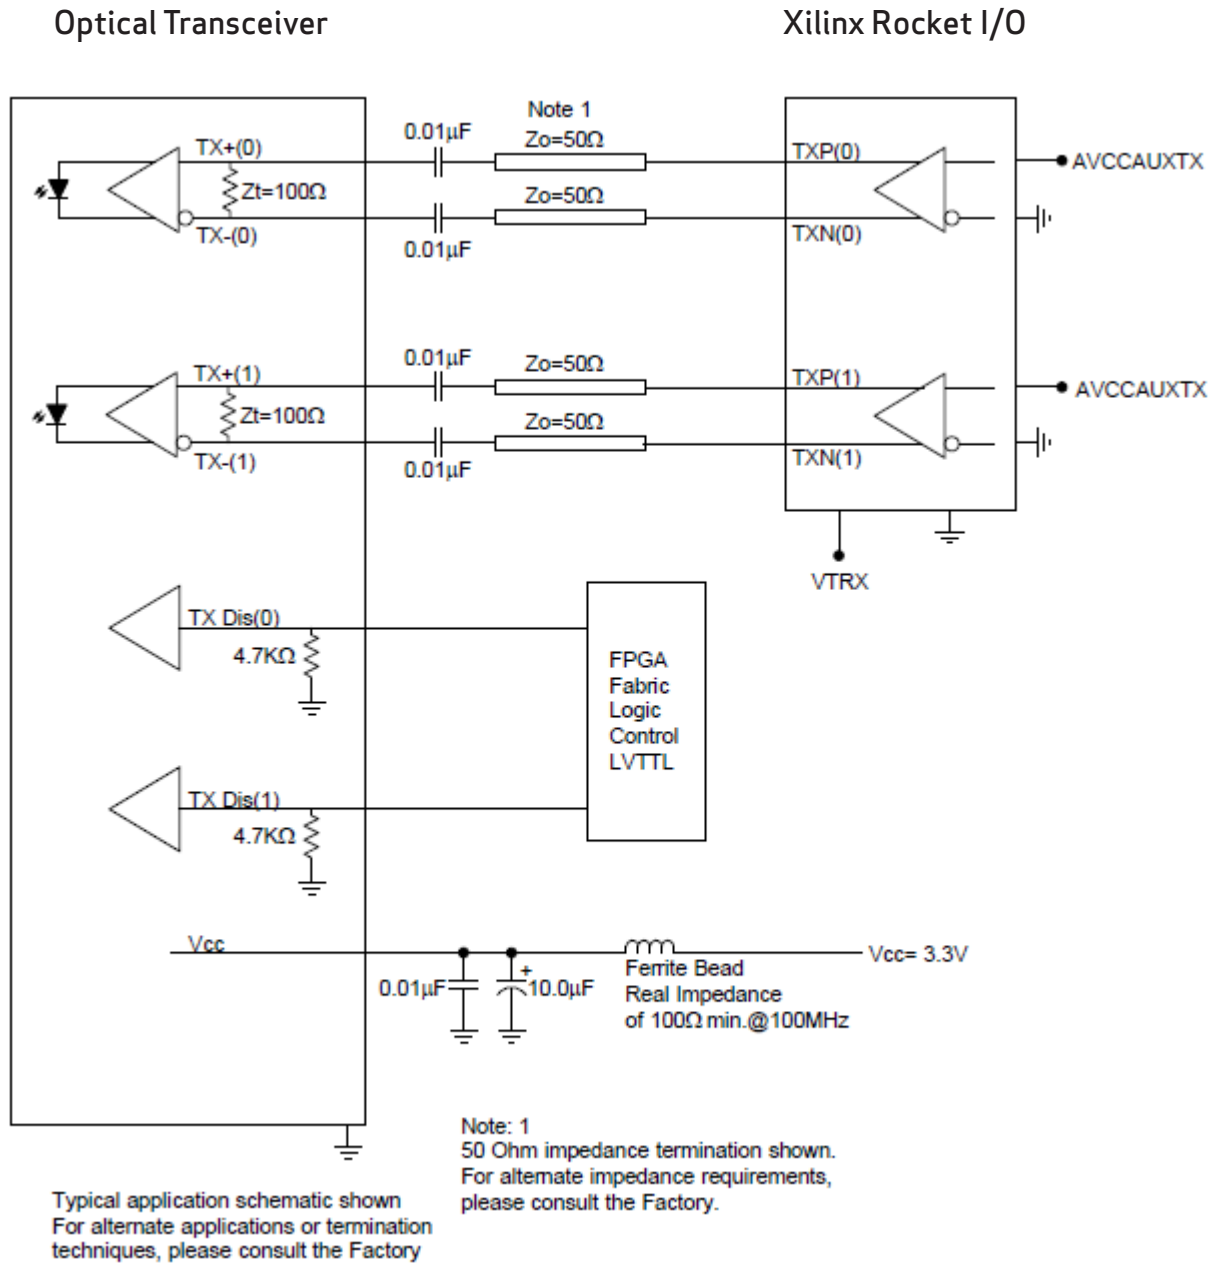 Optical Transceiver
Xilinx Rocket I/O
Note 1
0.01µF
Zo=50Ω
TX+(0)
TXP(0)
AVCCAUXTX
Zt=100Ω
Zo=50Ω
TX-(0)
TXN(0)
0.01µF
0.01µF
Zo=50Ω
TX+(1)
TXP(1)
AVCCAUXTX
Zt=100Ω
Zo=50Ω
TX-(1)
TXN(1)
0.01µF
VTRX
TX Dis(0)
4.7KΩ
FPGA
Fabric
Logic
Control
LVTTL
TX Dis(1)
4.7KΩ
Vcc
Vcc= 3.3V
0.01µF
+
10.0µF
Ferrite Bead
Real Impedance
of 100Ω min.@100MHz
Note: 1
50 Ohm impedance termination shown.
For alternate impedance requirements,
please consult the Factory.
Typical application schematic shown
For alternate applications or termination
techniques, please consult the Factory